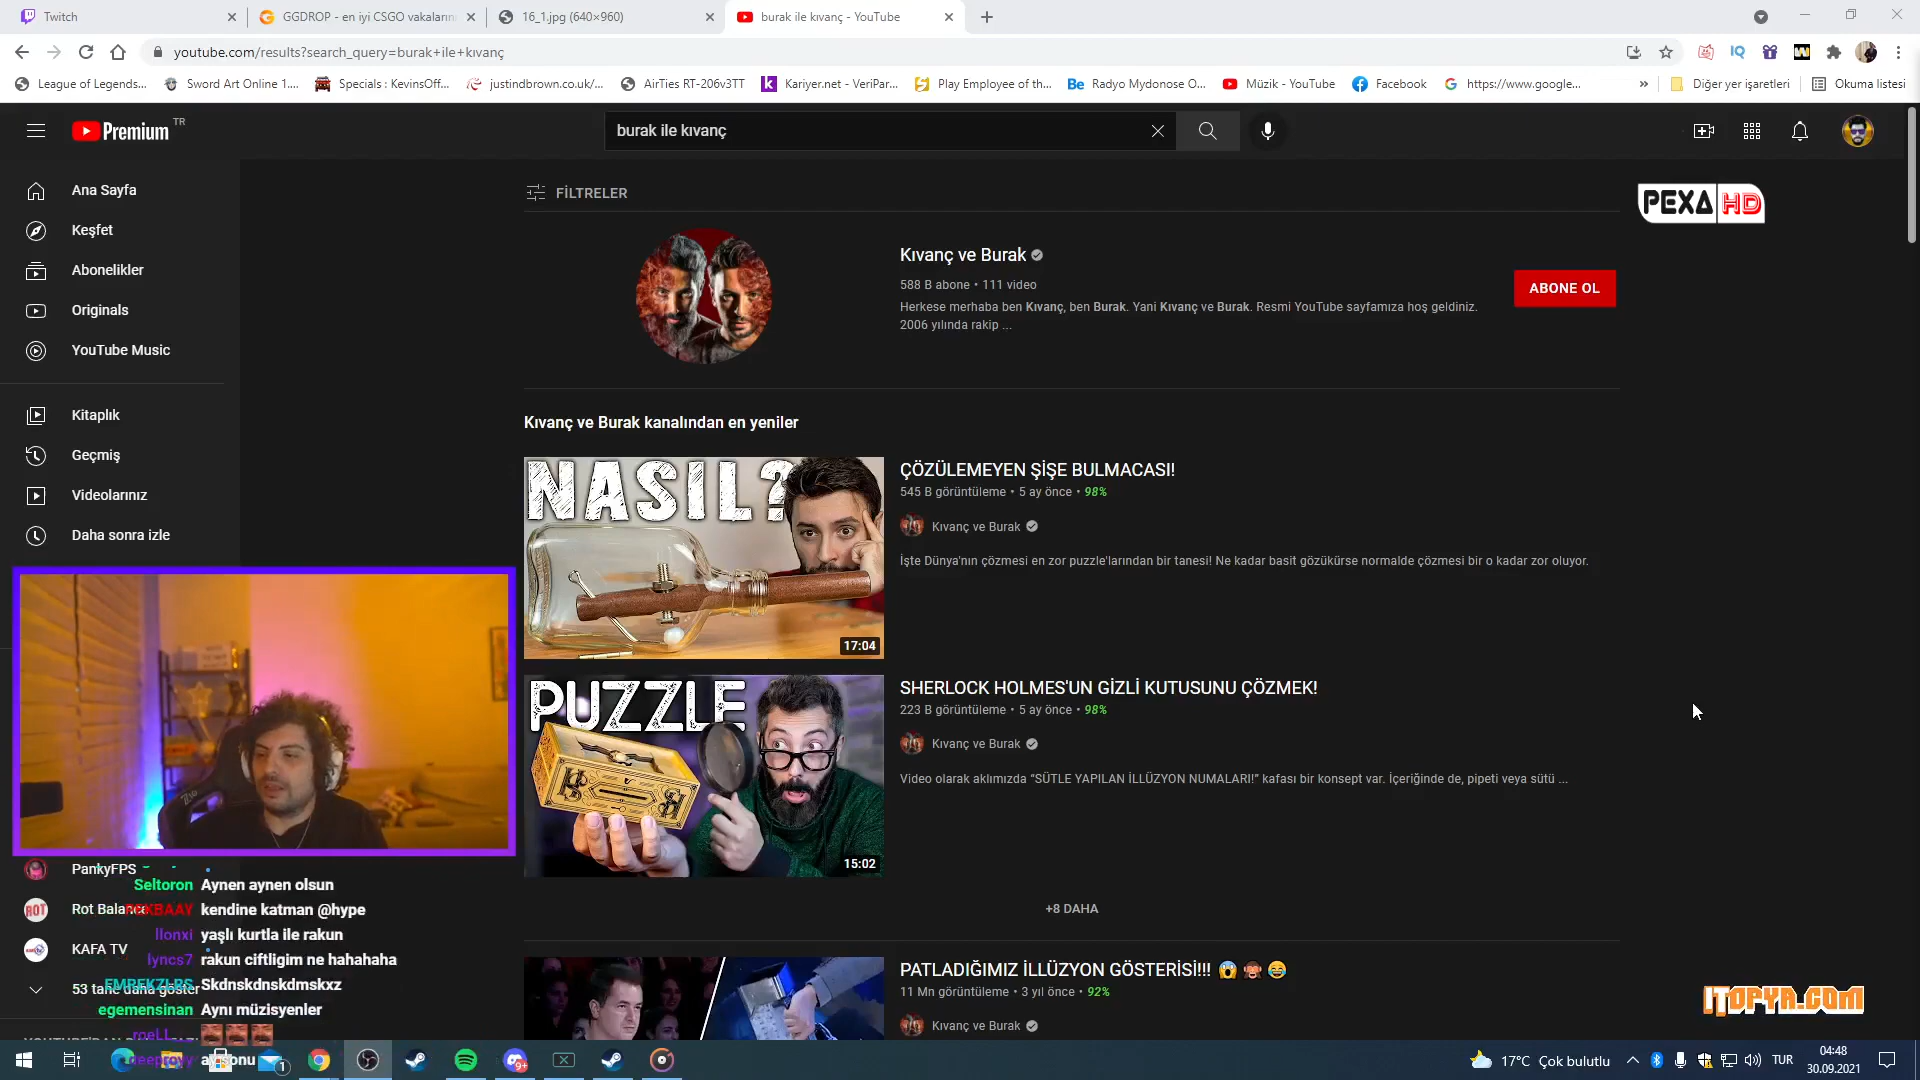 Twitch
GGDROP - en iyi CSGO vakaların
16_1.jpg (640×960)
burak ile kıvanç - YouTube
youtube.com/results?search_query=burak+ile+kıvanç
League of Legends...
Sword Art Online 1....
Specials : KevinsOff...
justindbrown.co.uk/...
AirTies RT-206v3TT
Kariyer.net - VeriPar...
Play Employee of th...
Radyo Mydonose O...
Müzik - YouTube
Facebook
https://www.google...
»
Diğer yer işaretleri
Okuma listesi
Premium TR
burak ile kıvanç
Ana Sayfa
Keşfet
Abonelikler
Originals
YouTube Music
Kitaplık
Geçmiş
Videolarınız
Daha sonra izle
FİLTRELER
PEXA HD
Kıvanç ve Burak
588 B abone • 111 video
Herkese merhaba ben Kıvanç, ben Burak. Yani Kıvanç ve Burak. Resmi YouTube sayfamıza hoş geldiniz.
2006 yılında rakip ...
ABONE OL
Kıvanç ve Burak kanalından en yeniler
NASIL?
17:04
ÇÖZÜLEMEYEN ŞİŞE BULMACASI!
545 B görüntüleme • 5 ay önce • 98%
Kıvanç ve Burak
İşte Dünya'nın çözmesi en zor puzzle'larından bir tanesi! Ne kadar basit gözükürse normalde çözmesi bir o kadar zor oluyor.
PUZZLE
15:02
SHERLOCK HOLMES'UN GİZLİ KUTUSUNU ÇÖZMEK!
223 B görüntüleme • 5 ay önce • 98%
Kıvanç ve Burak
Video olarak aklımızda “SÜTLE YAPILAN İLLÜZYON NUMALARI!” kafası bir konsept var. İçeriğinde de, pipeti veya sütü ...
+8 DAHA
PATLADIĞIMIZ İLLÜZYON GÖSTERİSİ!!! 😱🙈😂
11 Mn görüntüleme • 3 yıl önce • 92%
Kıvanç ve Burak
PankyFPS
Seltoron Aynen aynen olsun
Rot Balance
kendine katman @hype
llonxi yaşlı kurtla ile rakun
KAFA TV
lyncs7 rakun ciftligim ne hahahaha
53 tane daha göster
EMREKZLRS Skdnskdnskdmskxz
egemensinan Aynı müzisyenler
ITOPYA.COM
17°C Çok bulutlu
TUR
04:48
30.09.2021